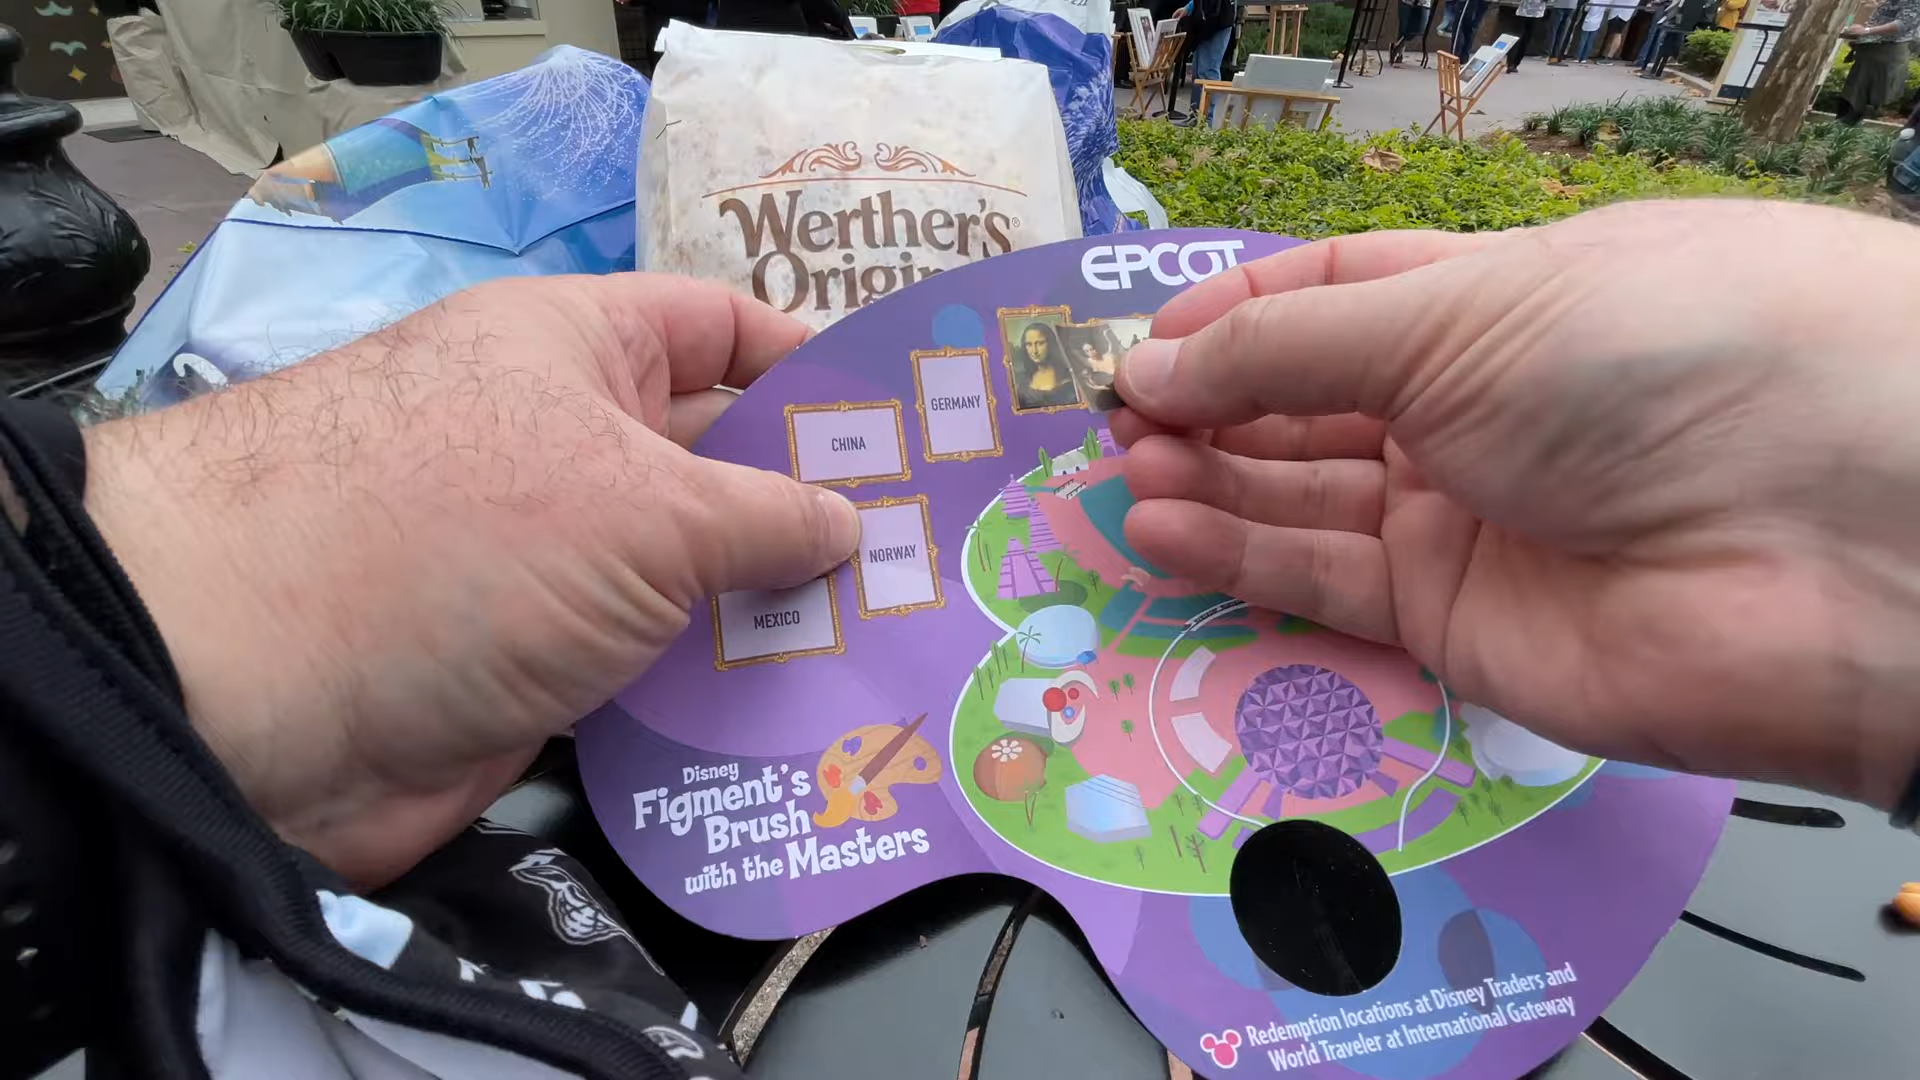 Werther's®
Origin
EPCOT
GERMANY
CHINA
NORWAY
MEXICO
Disney
Figment's
Brush
with the Masters
Redemption locations at Disney Traders and
World Traveler at International Gateway